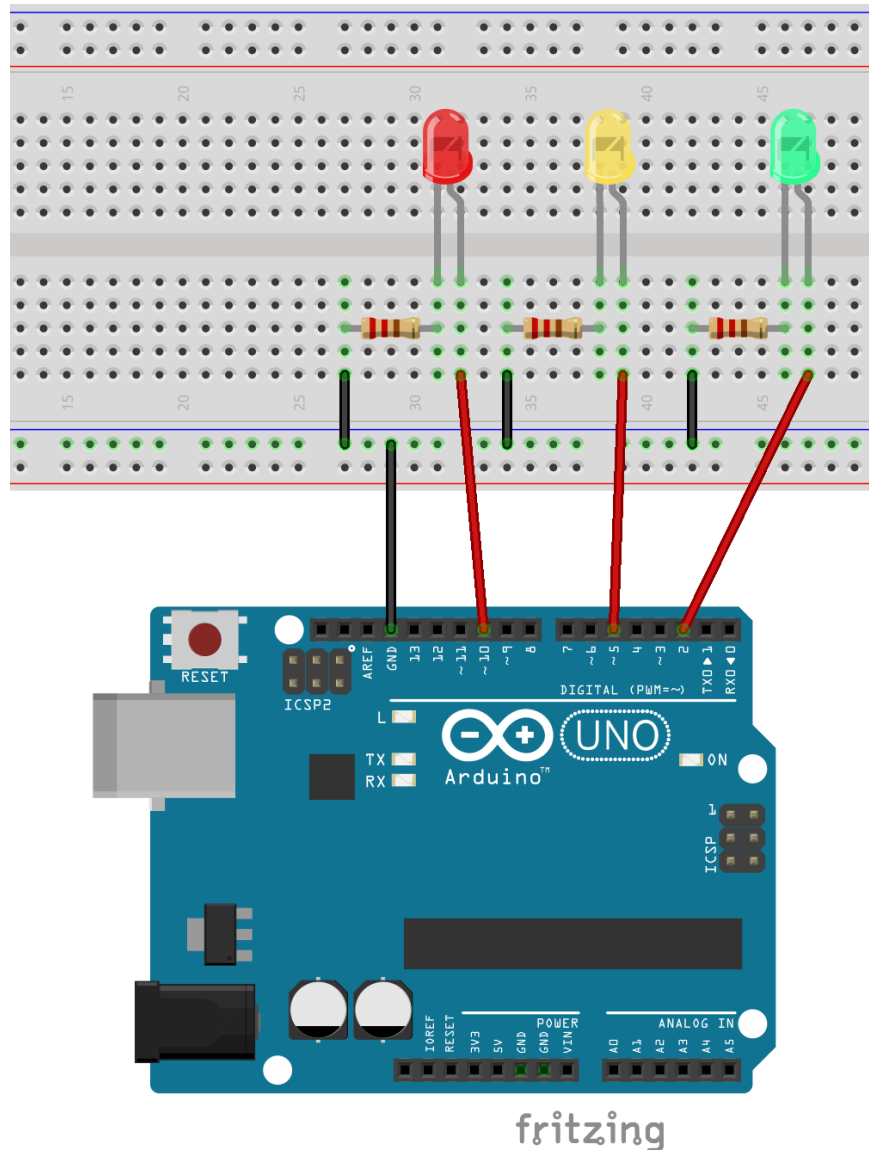 15 20 25 30 35 40 45
15 20 25 30 35 40 45
RESET
ICSP2
AREF
GND
13
12
~11
~10
~9
8
7
~6
~5
4
~3
2
TX0▶1
RX0◀0
DIGITAL (PWM=~)
L
TX
RX
UNO
Arduino™
ON
1
ICSP
POWER
ANALOG IN
IOREF
RESET
3V3
5V
GND
GND
VIN
A0
A1
A2
A3
A4
A5
fritzing